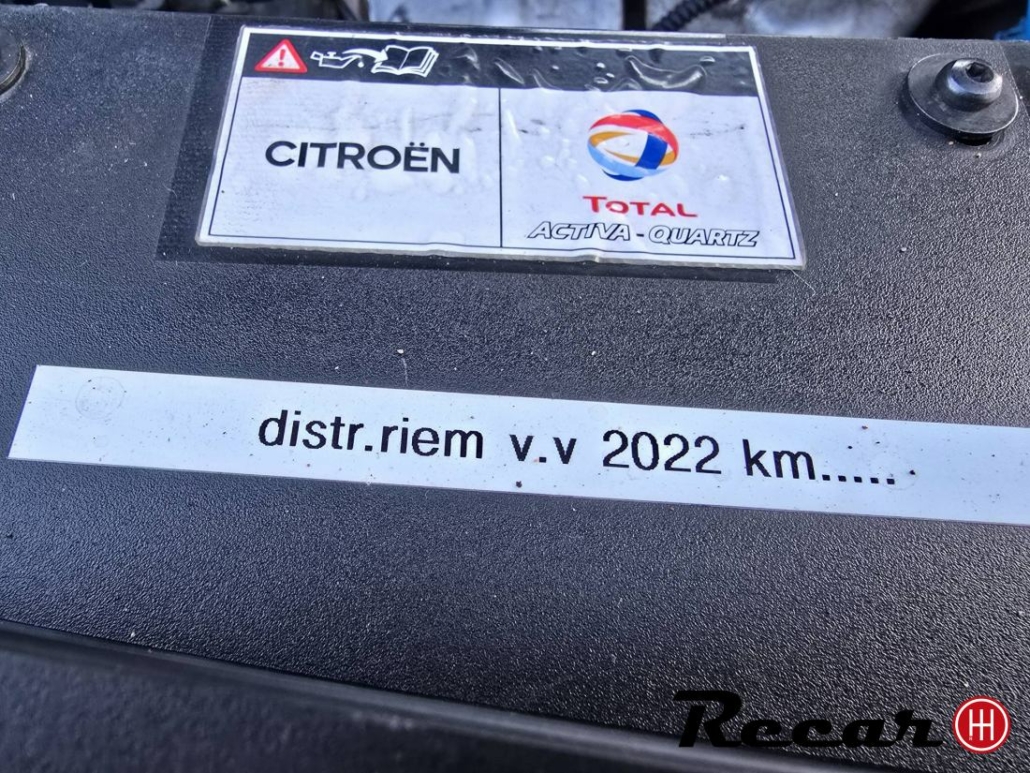 CITROËN
TOTAL
ACTIVA - QUARTZ
distr.riem v.v 2022 km.....
Recar